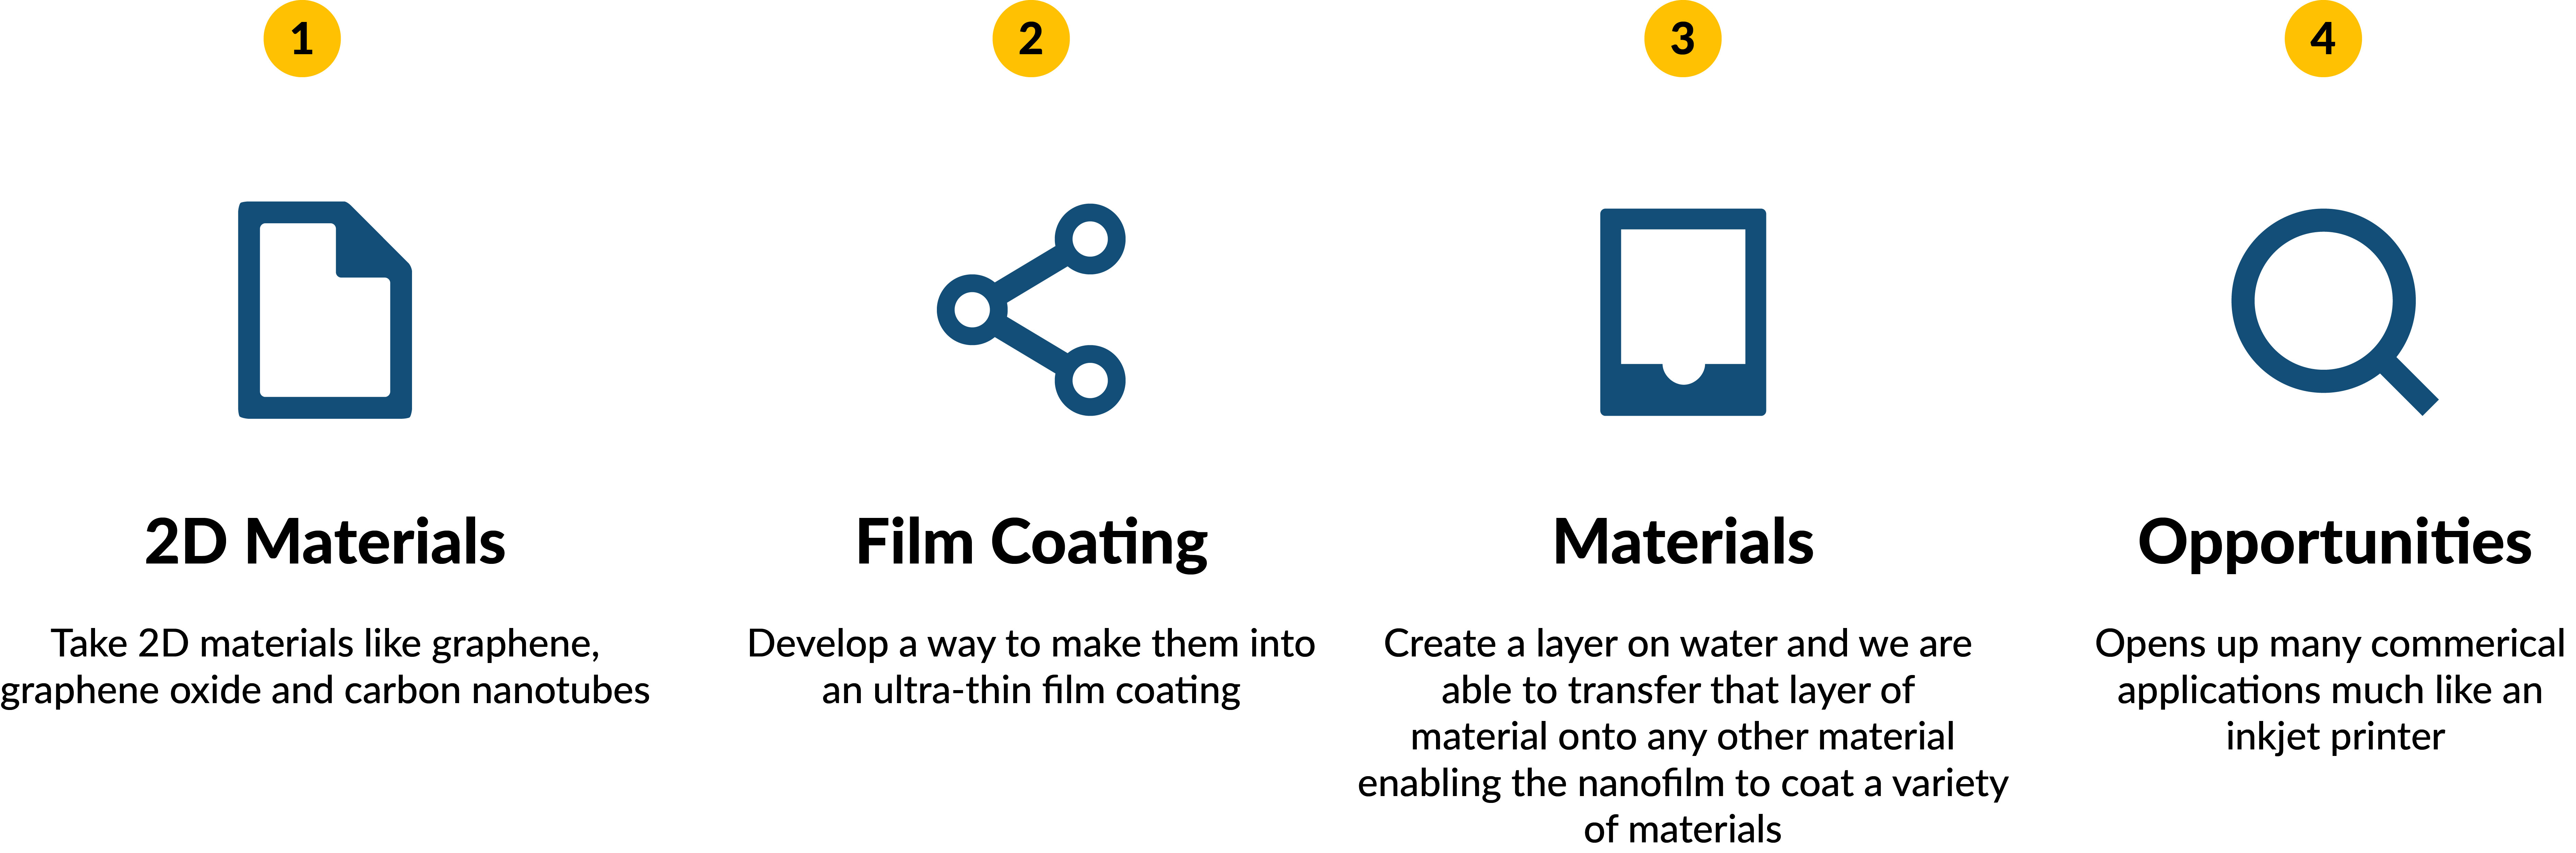 1
2D Materials
Take 2D materials like graphene,
graphene oxide and carbon nanotubes
2
Film Coating
Develop a way to make them into
an ultra-thin film coating
3
Materials
Create a layer on water and we are
able to transfer that layer of
material onto any other material
enabling the nanofilm to coat a variety
of materials
4
Opportunities
Opens up many commerical
applications much like an
inkjet printer